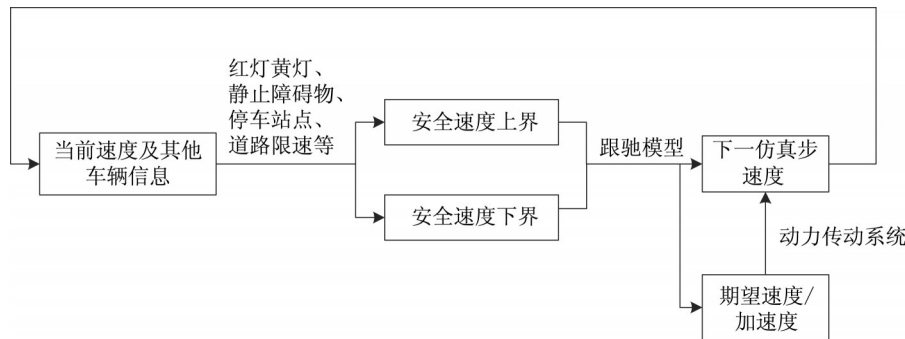 红灯黄灯、
静止障碍物、
停车站点、
道路限速等
当前速度及其他
车辆信息
安全速度上界
安全速度下界
跟驰模型
下一仿真步
速度
动力传动系统
期望速度/
加速度